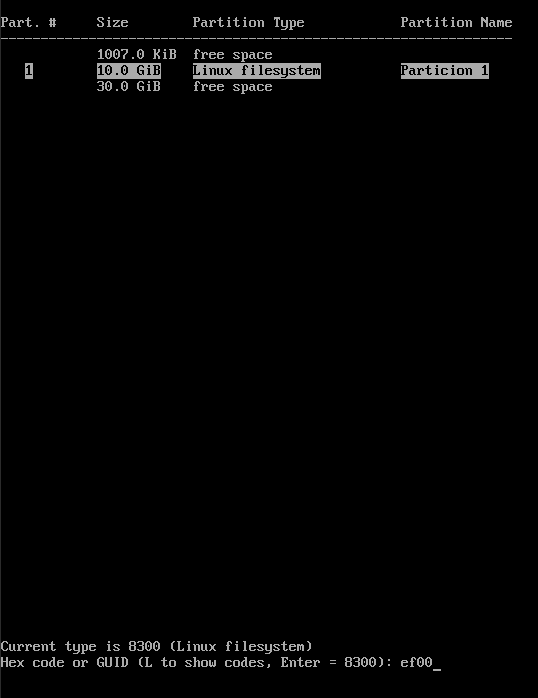 Part. #     Size        Partition Type            Partition Name
----------------------------------------------------------------
            1007.0 KiB  free space
   1        10.0 GiB    Linux filesystem          Particion 1
            30.0 GiB    free space
Current type is 8300 (Linux filesystem)
Hex code or GUID (L to show codes, Enter = 8300): ef00_